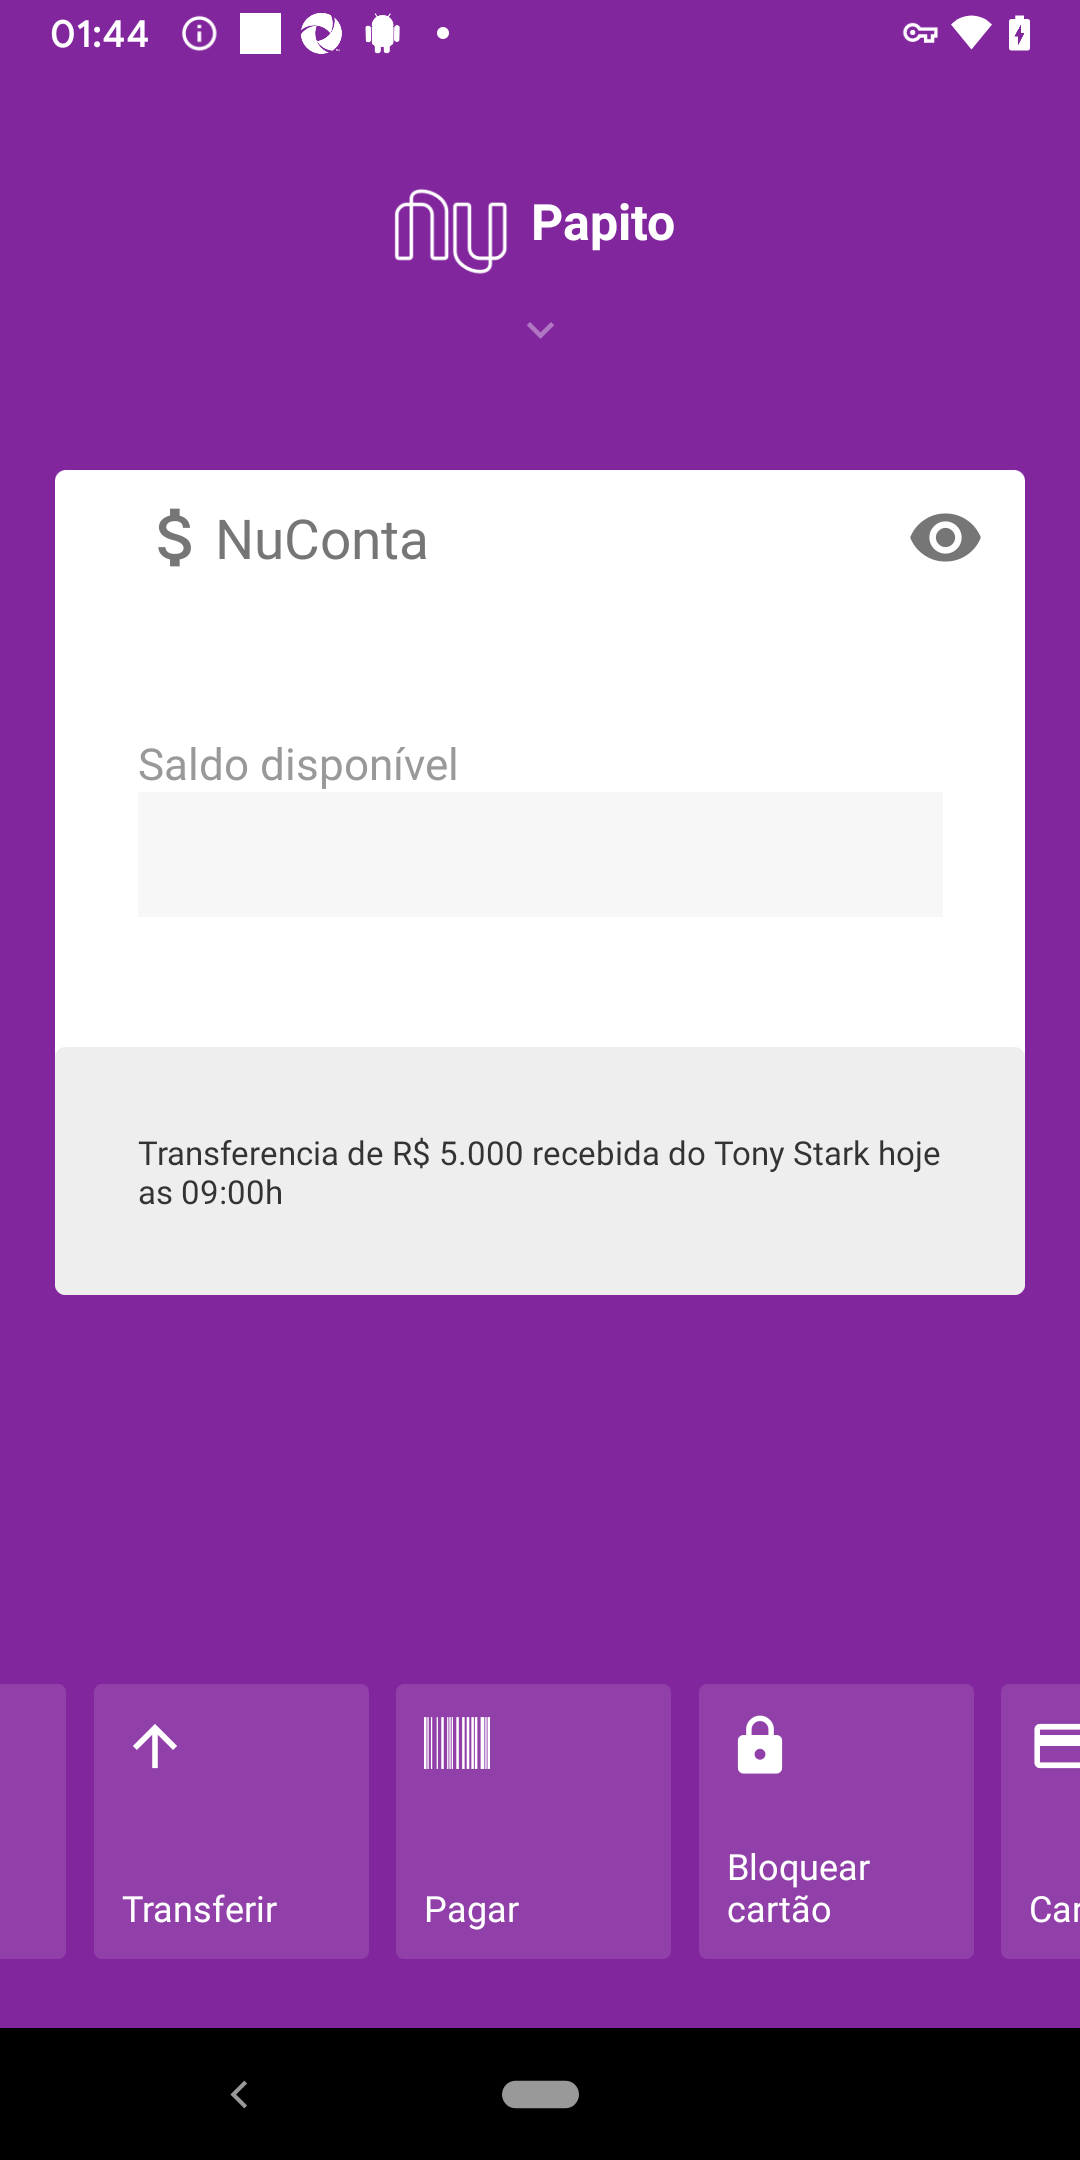 01:44
nu Papito
$ NuConta
Saldo disponível
Transferencia de R$ 5.000 recebida do Tony Stark hoje
as 09:00h
Transferir
Pagar
Bloquear
cartão
Car